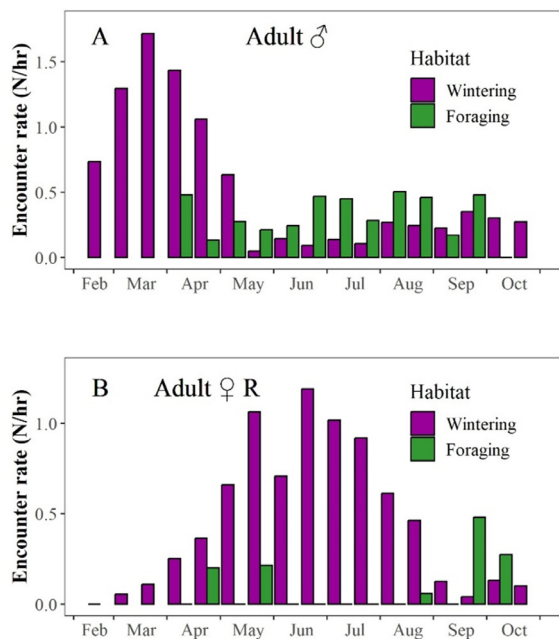 A Adult ♂
Habitat
Wintering
Foraging
Encounter rate (N/hr)
1.5
1.0
0.5
0.0
Feb Mar Apr May Jun Jul Aug Sep Oct
B Adult ♀ R
Habitat
Wintering
Foraging
Encounter rate (N/hr)
1.0
0.5
0.0
Feb Mar Apr May Jun Jul Aug Sep Oct